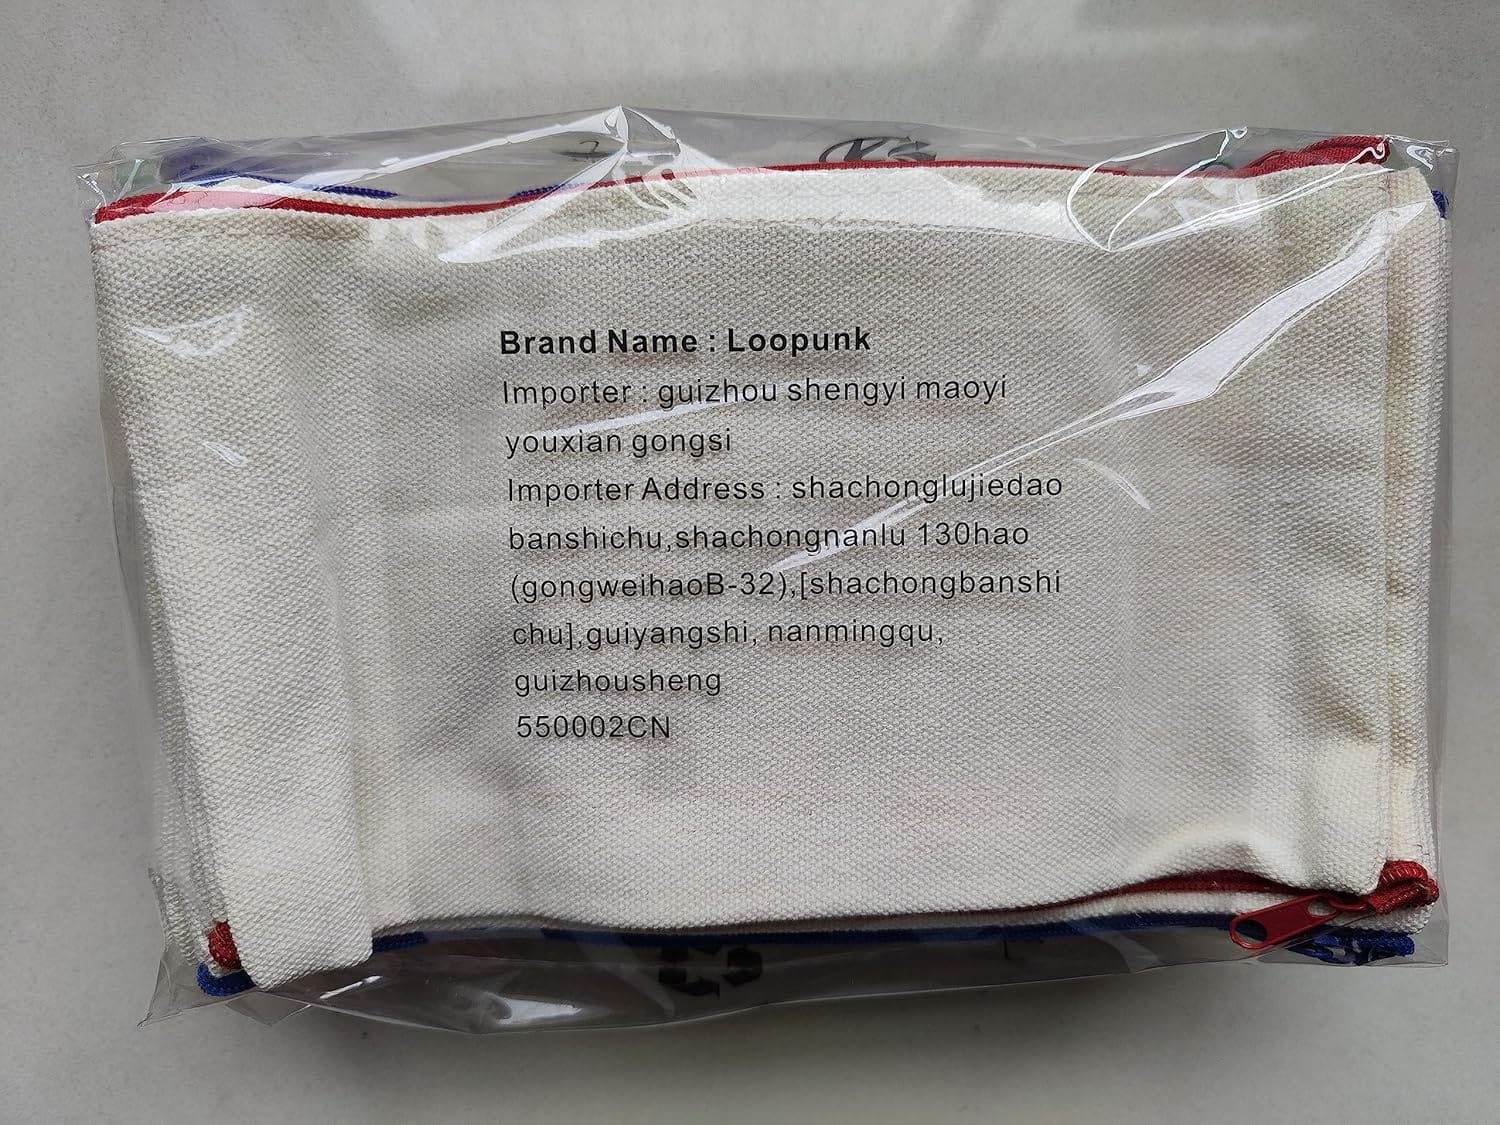 Brand Name : Loopunk
Importer : guizhou shengyi maoyi
youxian gongsi
Importer Address : shachonglujiedao
banshichu,shachongnanlu 130hao
(gongweihaoB-32),[shachongbanshi
chu],guiyangshi, nanmingqu,
guizhousheng
550002CN